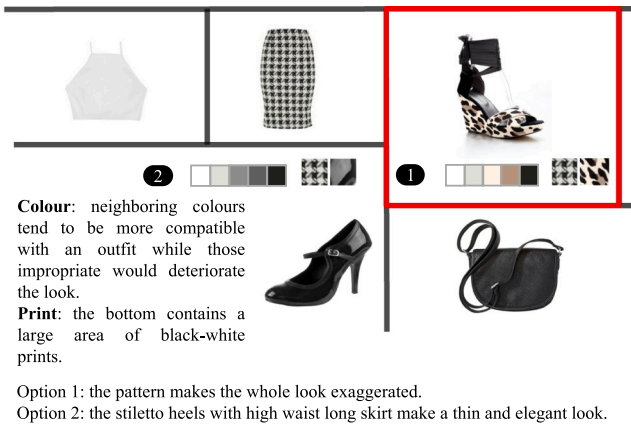 2
1
Colour: neighboring colours
tend to be more compatible
with an outfit while those
impropriate would deteriorate
the look.
Print: the bottom contains a
large area of black-white
prints.
Option 1: the pattern makes the whole look exaggerated.
Option 2: the stiletto heels with high waist long skirt make a thin and elegant look.